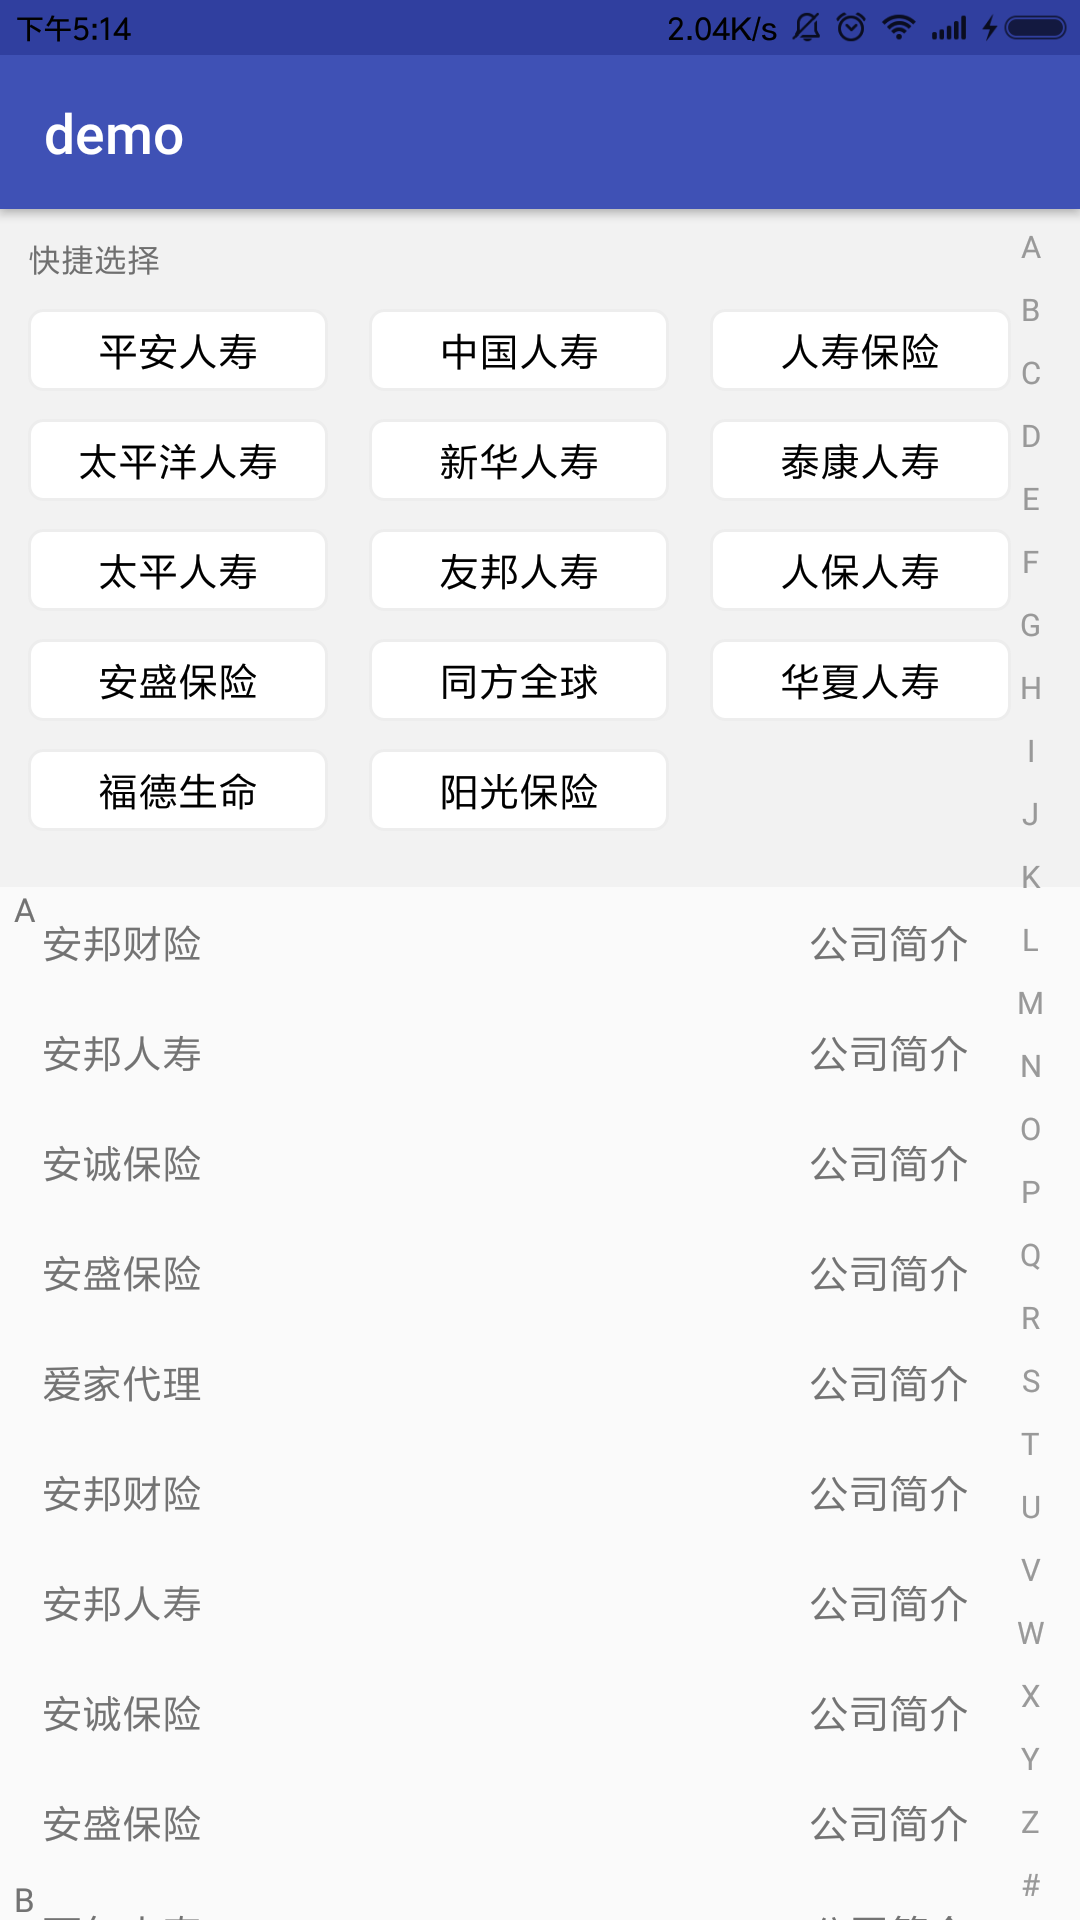 下午5:14 2.04K/s
demo
快捷选择
平安人寿 中国人寿 人寿保险
太平洋人寿 新华人寿 泰康人寿
太平人寿 友邦人寿 人保人寿
安盛保险 同方全球 华夏人寿
福德生命 阳光保险
A
安邦财险 公司简介
安邦人寿 公司简介
安诚保险 公司简介
安盛保险 公司简介
爱家代理 公司简介
安邦财险 公司简介
安邦人寿 公司简介
安诚保险 公司简介
安盛保险 公司简介
B
A
B
C
D
E
F
G
H
I
J
K
L
M
N
O
P
Q
R
S
T
U
V
W
X
Y
Z
#